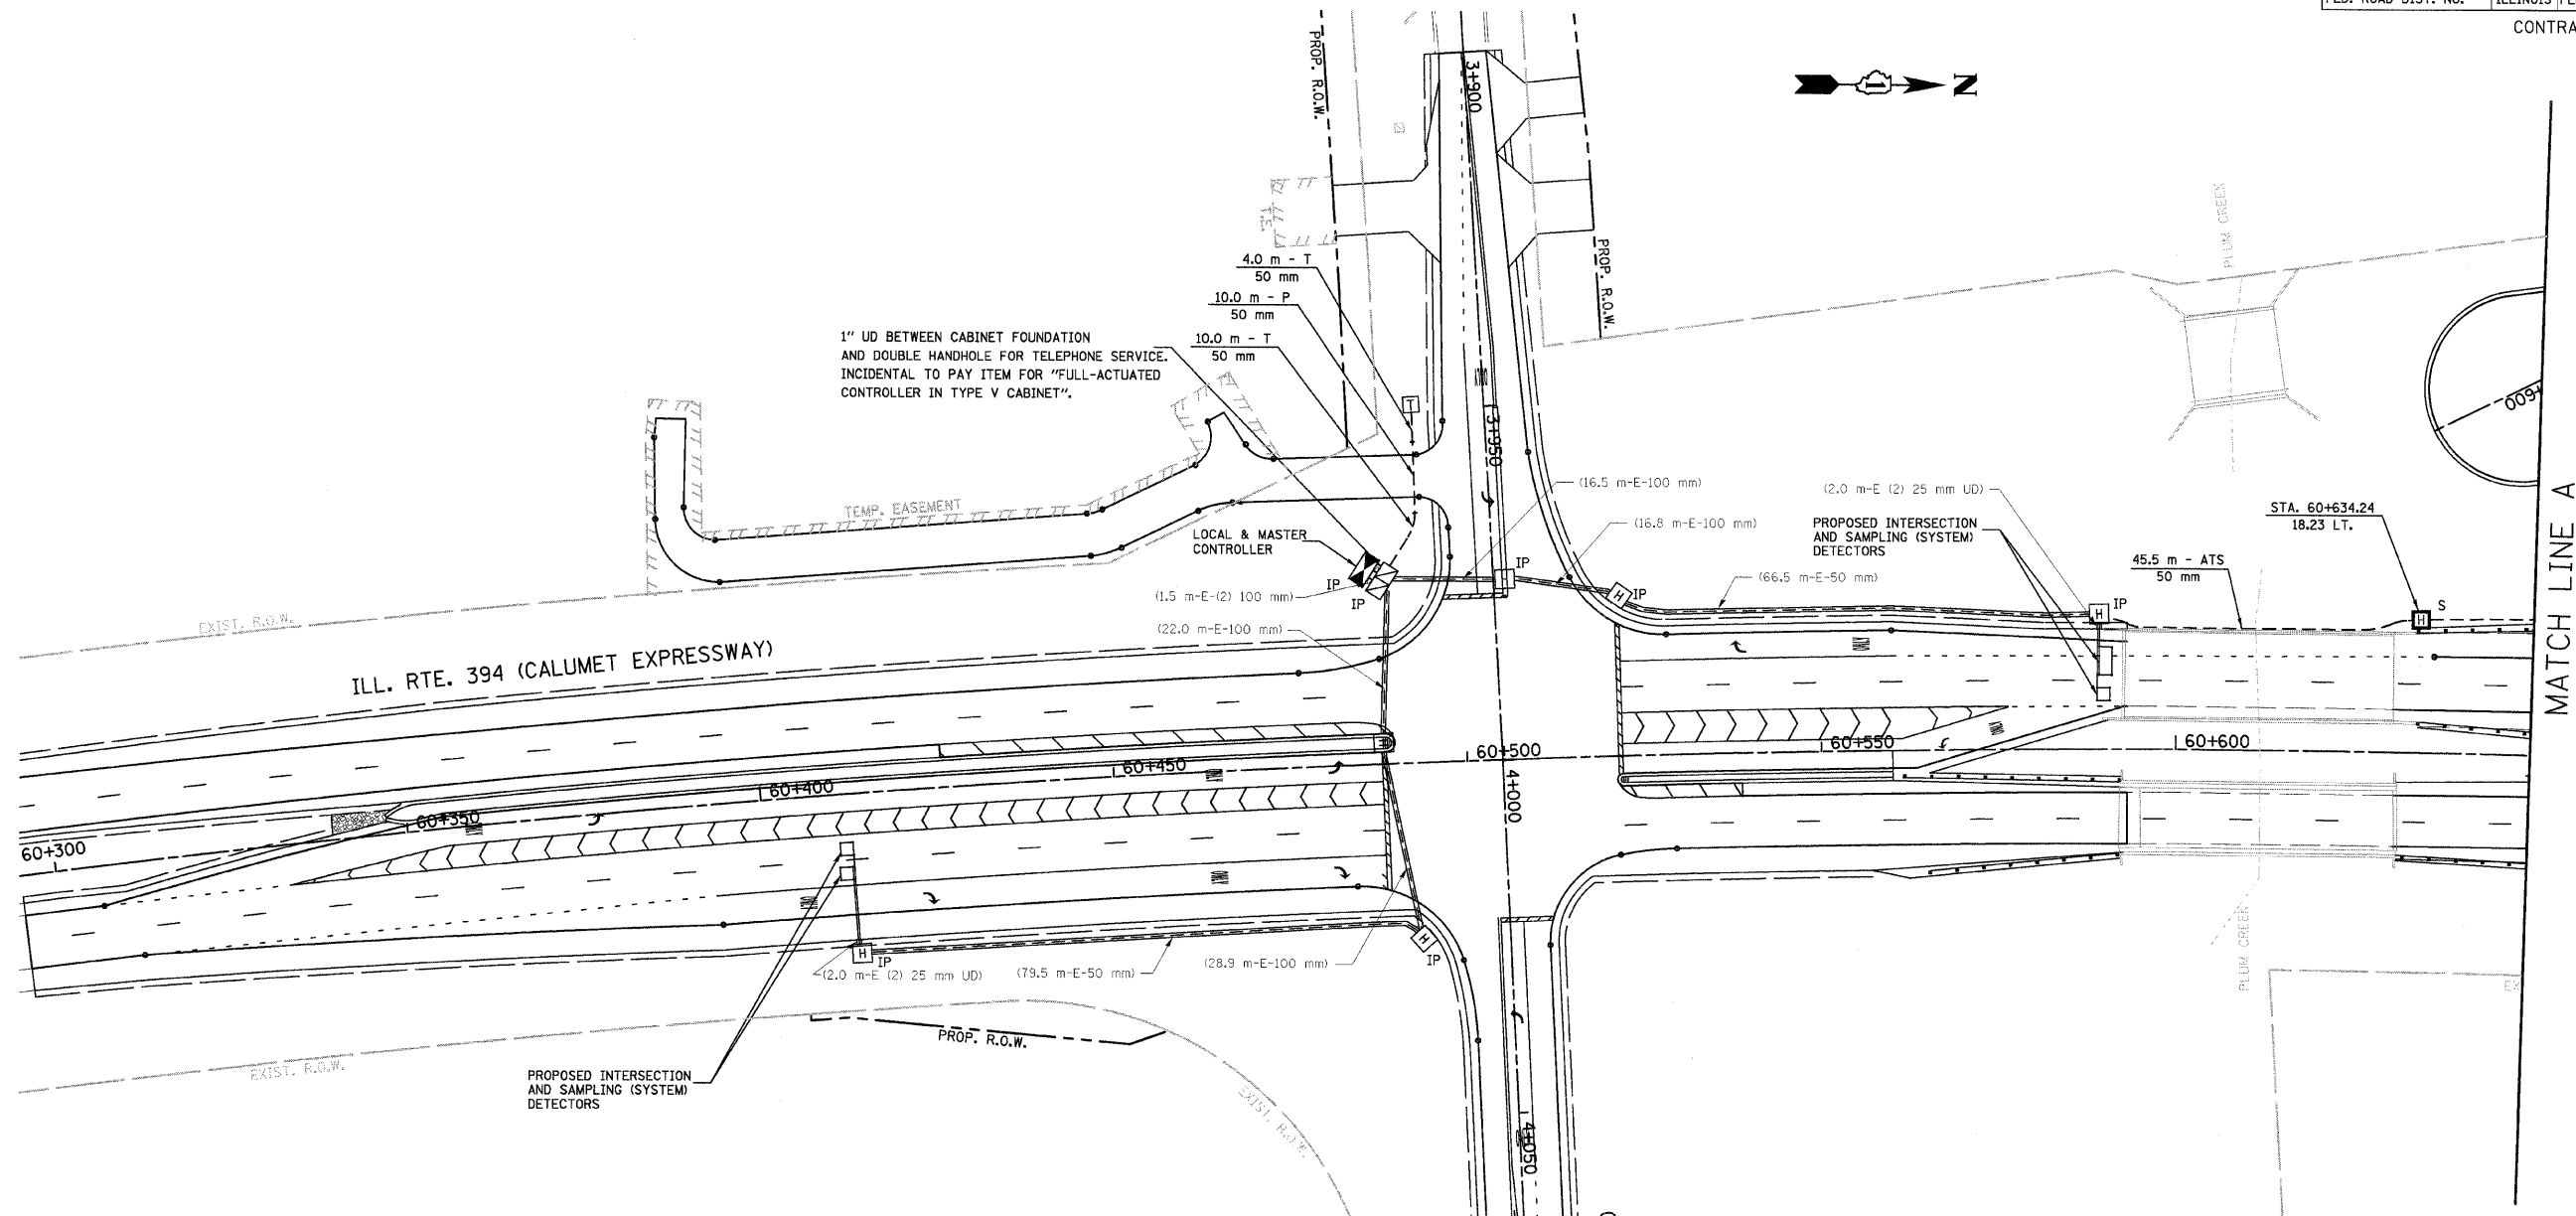 FED. ROAD DIST. NO.
ILLINOIS
CONTRA
PROP. R.O.W.
3+900
N
PLUM CREEK
PROP. R.O.W.
4.0 m - T
50 mm
10.0 m - P
50 mm
10.0 m - T
50 mm
1" UD BETWEEN CABINET FOUNDATION
AND DOUBLE HANDHOLE FOR TELEPHONE SERVICE.
INCIDENTAL TO PAY ITEM FOR "FULL-ACTUATED
CONTROLLER IN TYPE V CABINET".
T
3+950
(16.5 m-E-100 mm)
(16.8 m-E-100 mm)
(2.0 m-E (2) 25 mm UD)
PROPOSED INTERSECTION
AND SAMPLING (SYSTEM)
DETECTORS
STA. 60+634.24
18.23 LT.
MATCH LINE A
TEMP. EASEMENT
LOCAL & MASTER
CONTROLLER
IP
IP
IP
H
IP
H
IP
H
S
45.5 m - ATS
50 mm
(66.5 m-E-50 mm)
(1.5 m-E-(2) 100 mm)
(22.0 m-E-100 mm)
EXIST. R.O.W.
ILL. RTE. 394 (CALUMET EXPRESSWAY)
60+300
60+350
60+400
60+450
60+500
60+550
60+600
4+000
H
IP
(2.0 m-E (2) 25 mm UD)
(79.5 m-E-50 mm)
(28.9 m-E-100 mm)
H
IP
PLUM CREEK
PROP. R.O.W.
EXIST. R.O.W.
PROPOSED INTERSECTION
AND SAMPLING (SYSTEM)
DETECTORS
EXIST. R.O.W.
4+050